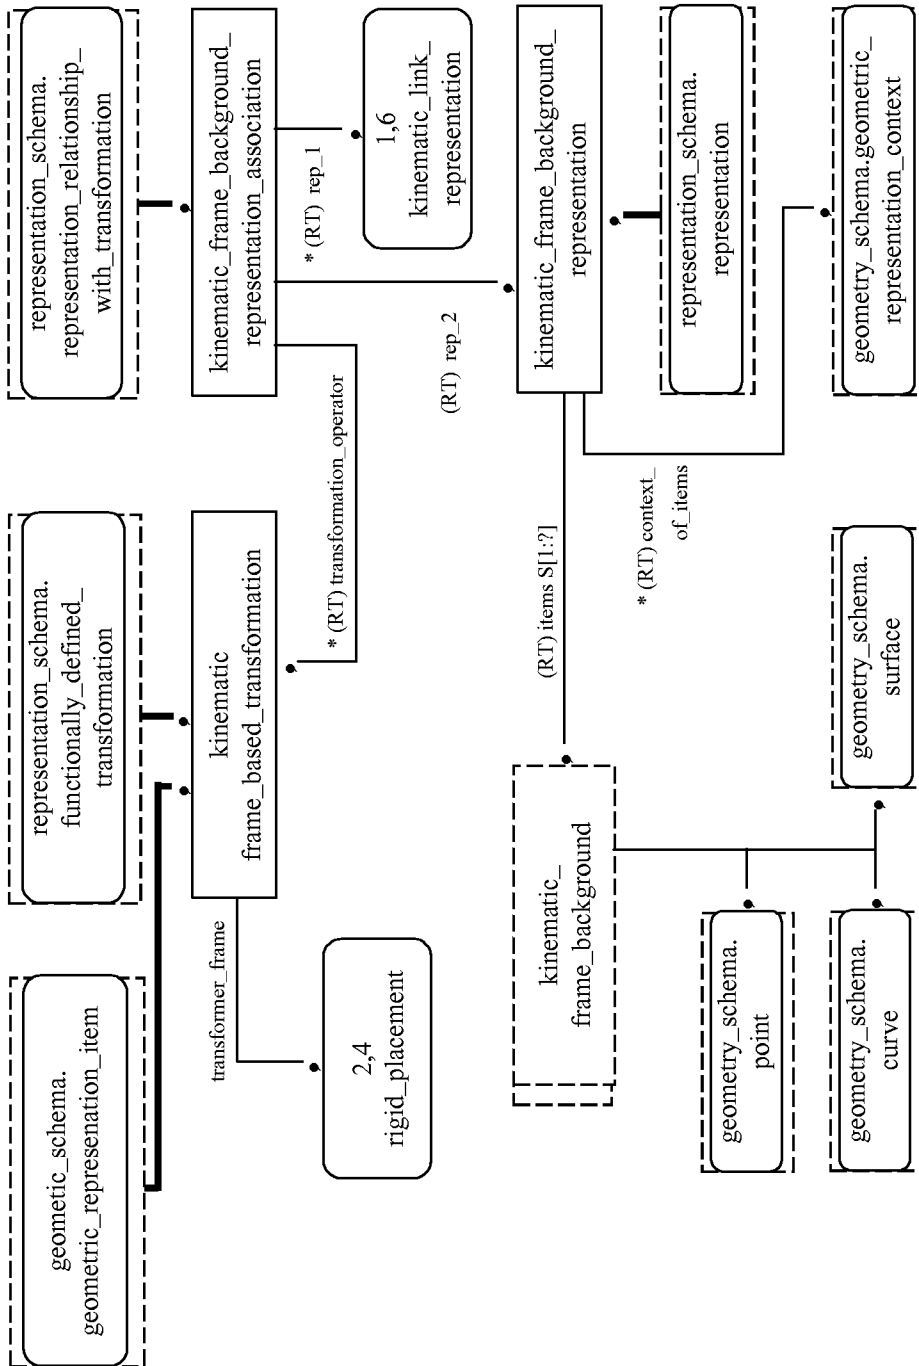 geometic_schema.
geometric_represenation_item
representation_schema.
functionally_defined_
transformation
representation_schema.
representation_relationship_
with_transformation
transformer_frame
kinematic
frame_based_transformation
kinematic_frame_background_
representation_association
2,4
rigid_placement
* (RT) transformation_operator
* (RT) rep_1
1,6
kinematic_link_
representation
(RT) rep_2
kinematic_
frame_background
(RT) items S[1:?]
kinematic_frame_background_
representation
* (RT) context_
of_items
representation_schema.
representation
geometry_schema.
point
geometry_schema.
curve
geometry_schema.
surface
geometry_schema.geometric_
representation_context